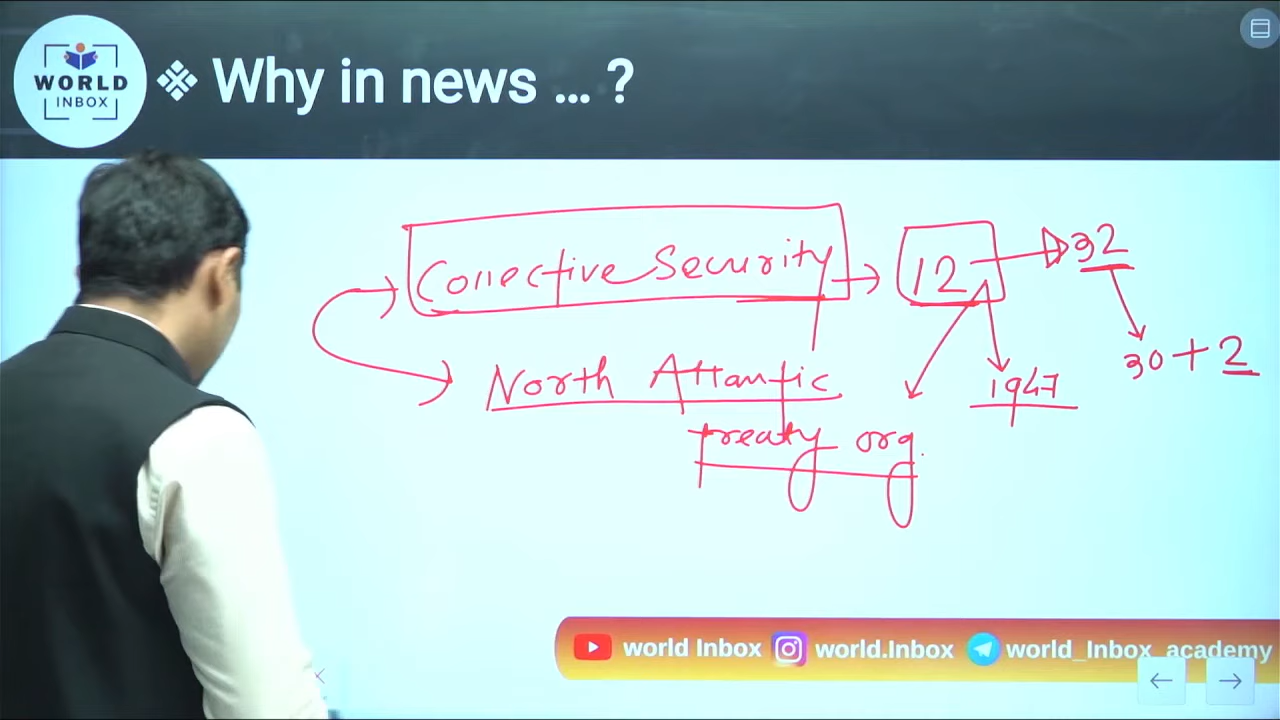 WORLD
INBOX
❖ Why in news ... ?
Collective Security → 12 → 32
30 + 2
North Atlantic
1947
treaty org.
world Inbox world.Inbox world_Inbox_academy